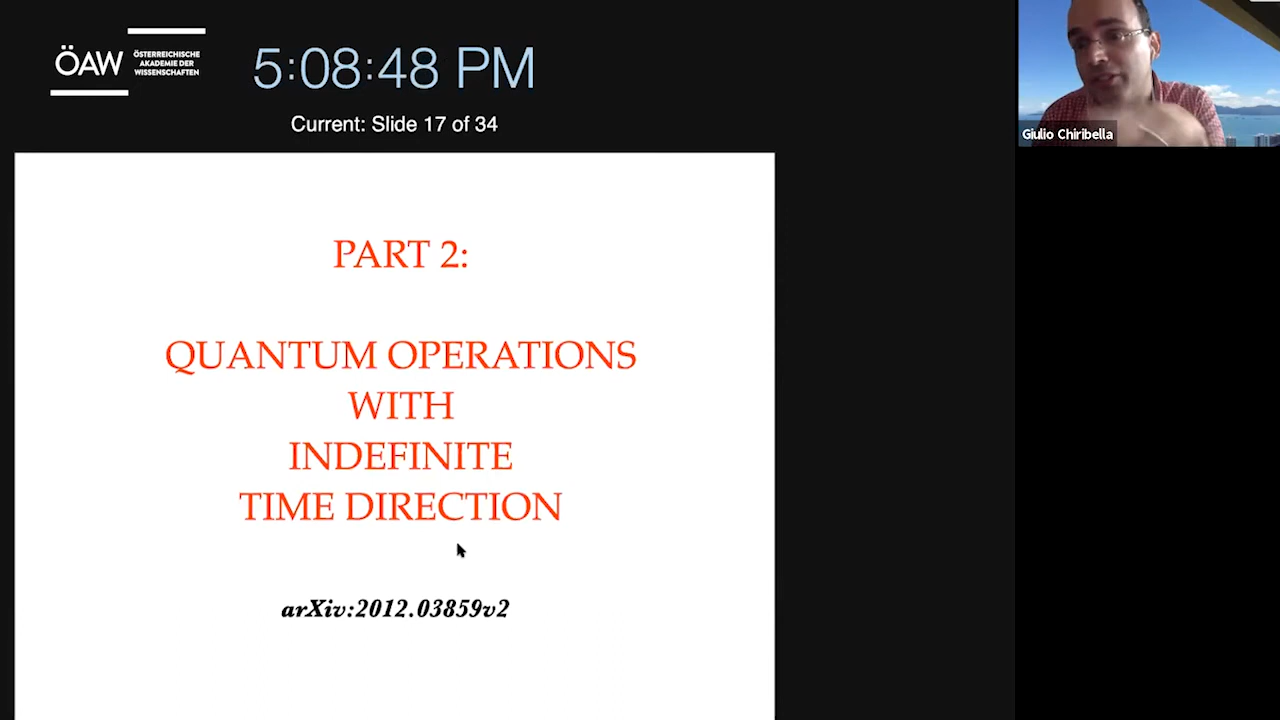 ÖAW
ÖSTERREICHISCHE
AKADEMIE DER
WISSENSCHAFTEN
5:08:48 PM
Current: Slide 17 of 34
Giulio Chiribella
PART 2:
QUANTUM OPERATIONS
WITH
INDEFINITE
TIME DIRECTION
arXiv:2012.03859v2